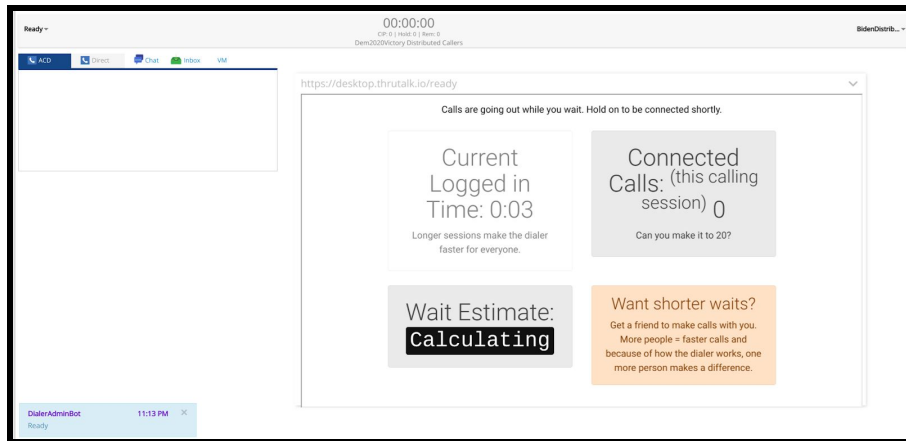 Ready
00:00:00
CIP: 0 | Hold: 0 | Rem: 0
Dem2020Victory Distributed Callers
BidenDistrib...
ACD
Direct
Chat
Inbox
VM
https://desktop.thrutalk.io/ready
Calls are going out while you wait. Hold on to be connected shortly.
Current
Logged in
Time: 0:03
Longer sessions make the dialer
faster for everyone.
Connected
Calls: (this calling
session) 0
Can you make it to 20?
Wait Estimate:
Calculating
Want shorter waits?
Get a friend to make calls with you.
More people = faster calls and
because of how the dialer works, one
more person makes a difference.
DialerAdminBot 11:13 PM
Ready